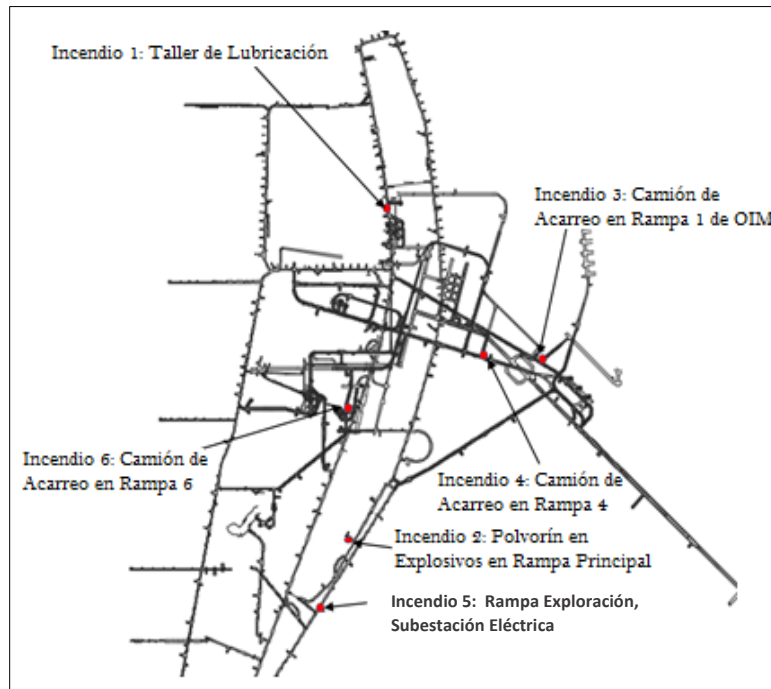 Incendio 1: Taller de Lubricación
Incendio 3: Camión de
Acarreo en Rampa 1 de OIM
Incendio 6: Camión de
Acarreo en Rampa 6
Incendio 4: Camión de
Acarreo en Rampa 4
Incendio 2: Polvorín en
Explosivos en Rampa Principal
Incendio 5: Rampa Exploración,
Subestación Eléctrica